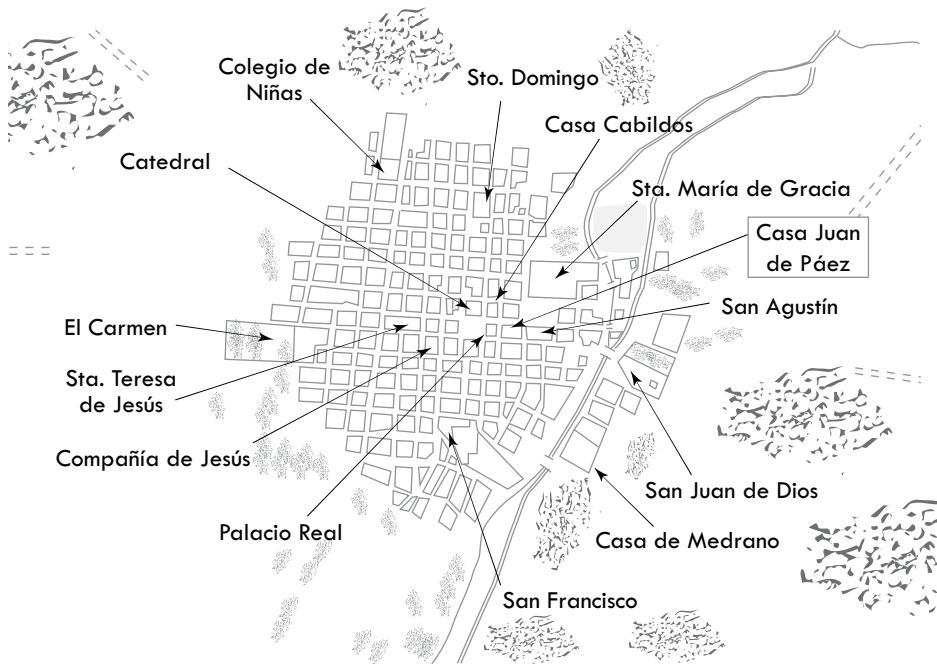 Colegio de
Niñas
Sto. Domingo
Casa Cabildos
Catedral
Sta. María de Gracia
Casa Juan
de Páez
San Agustín
El Carmen
Sta. Teresa
de Jesús
Compañía de Jesús
San Juan de Dios
Palacio Real
Casa de Medrano
San Francisco